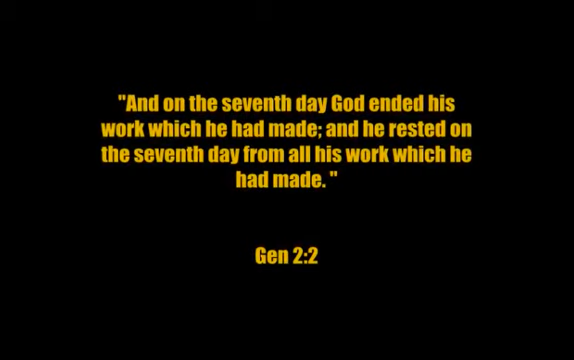 "And on the seventh day God ended his
work which he had made; and he rested on
the seventh day from all his work which he
had made. "
Gen 2:2